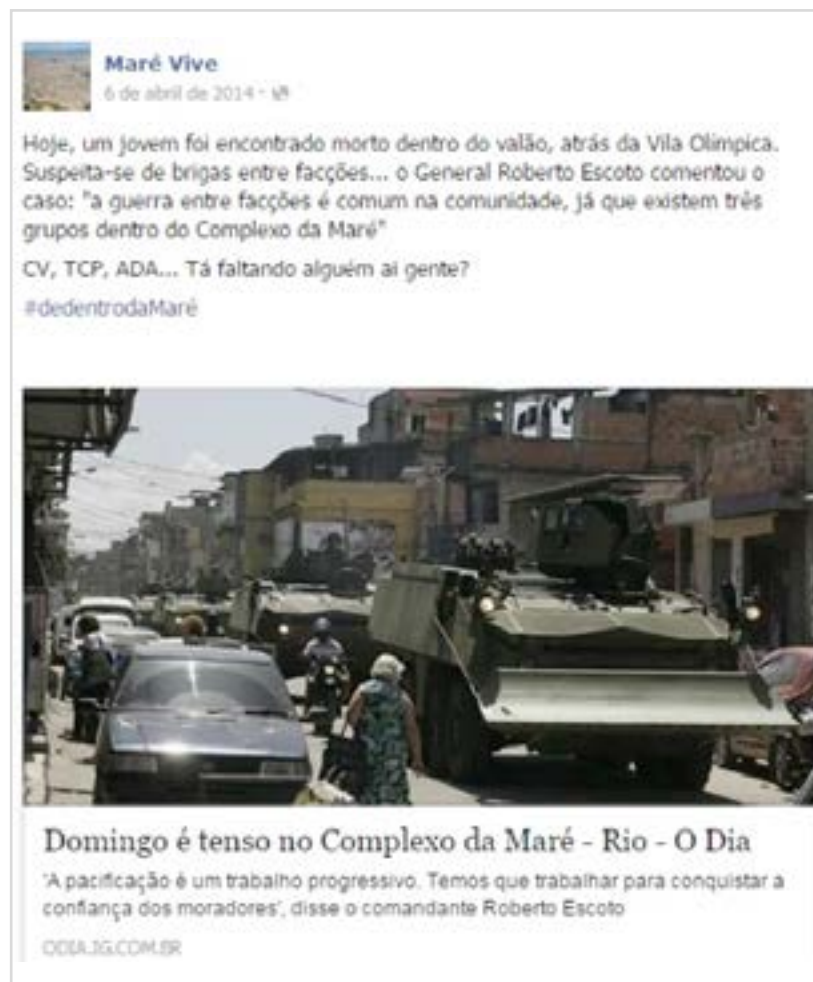 Maré Vive
6 de abril de 2014 ·
Hoje, um jovem foi encontrado morto dentro do valão, atrás da Vila Olímpica.
Suspeita-se de brigas entre facções... o General Roberto Escoto comentou o
caso: "a guerra entre facções é comum na comunidade, já que existem três
grupos dentro do Complexo da Maré"
CV, TCP, ADA... Tá faltando alguém ai gente?
#dedentrodaMaré
Domingo é tenso no Complexo da Maré - Rio - O Dia
'A pacificação é um trabalho progressivo. Temos que trabalhar para conquistar a
confiança dos moradores', disse o comandante Roberto Escoto
ODIA.IG.COM.BR